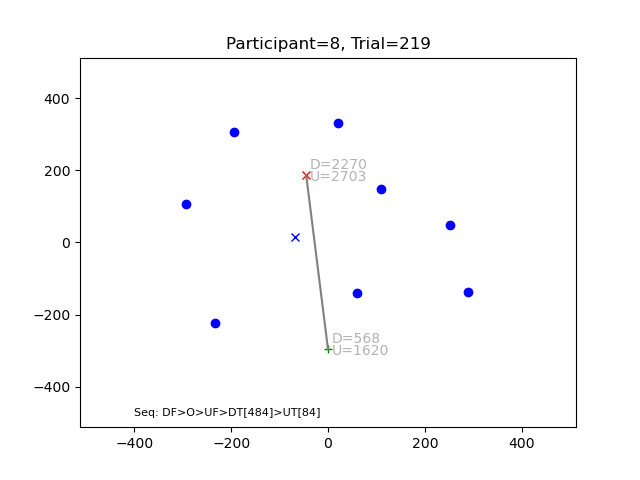 Participant=8, Trial=219
400
200
0
−200
−400
D=2270
U=2703
D=568
U=1620
Seq: DF>O>UF>DT[484]>UT[84]
−400 −200 0 200 400